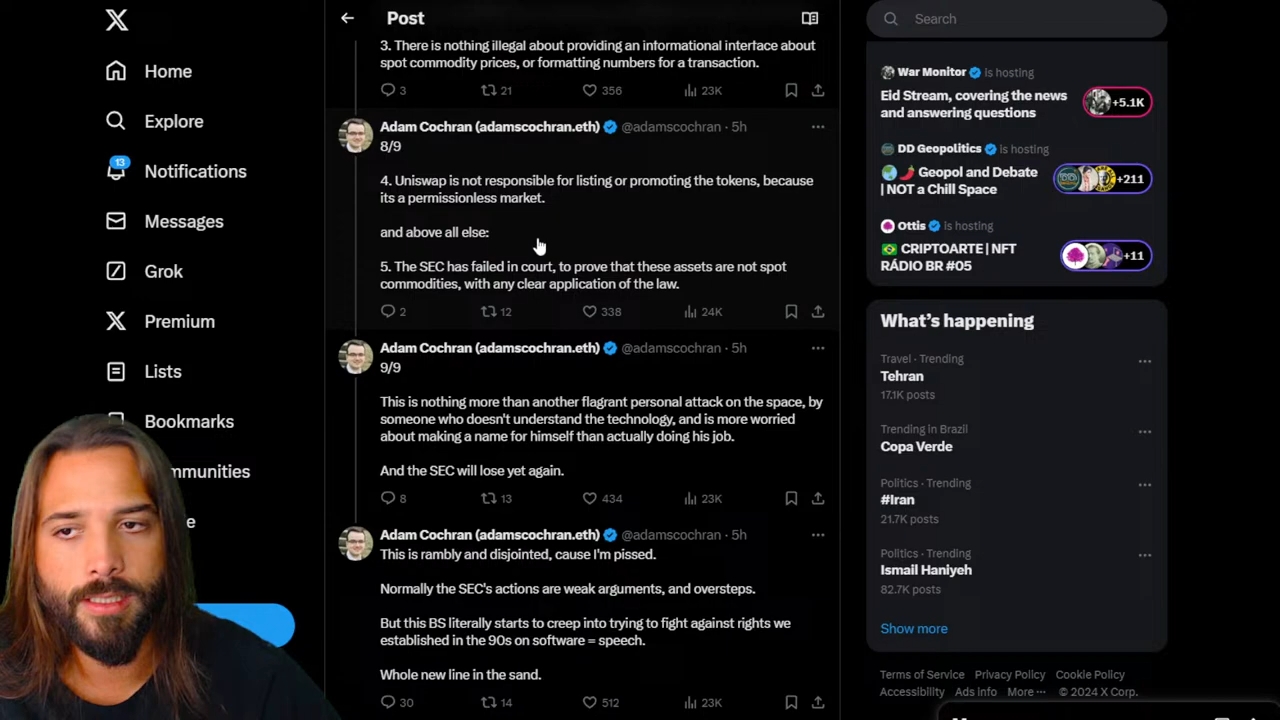 Home
Explore
13
Notifications
Messages
Grok
Premium
Lists
Bookmarks
Post
3. There is nothing illegal about providing an informational interface about
spot commodity prices, or formatting numbers for a transaction.
3 21 356 23K
Adam Cochran (adamscochran.eth) @adamscochran · 5h
8/9
4. Uniswap is not responsible for listing or promoting the tokens, because
its a permissionless market.
and above all else:
5. The SEC has failed in court, to prove that these assets are not spot
commodities, with any clear application of the law.
2 12 338 24K
Adam Cochran (adamscochran.eth) @adamscochran · 5h
9/9
This is nothing more than another flagrant personal attack on the space, by
someone who doesn't understand the technology, and is more worried
about making a name for himself than actually doing his job.
And the SEC will lose yet again.
8 13 434 23K
Adam Cochran (adamscochran.eth) @adamscochran · 5h
This is rambly and disjointed, cause I'm pissed.
Normally the SEC's actions are weak arguments, and oversteps.
But this BS literally starts to creep into trying to fight against rights we
established in the 90s on software = speech.
Whole new line in the sand.
30 14 512 23K
Search
War Monitor is hosting
Eid Stream, covering the news
and answering questions
+5.1K
DD Geopolitics is hosting
Geopol and Debate
| NOT a Chill Space
+211
Ottis is hosting
CRIPTOARTE | NFT
RÁDIO BR #05
+11
What's happening
Travel · Trending
Tehran
17.1K posts
Trending in Brazil
Copa Verde
Politics · Trending
#Iran
21.7K posts
Politics · Trending
Ismail Haniyeh
82.7K posts
Show more
Terms of Service Privacy Policy Cookie Policy
Accessibility Ads info More ··· © 2024 X Corp.